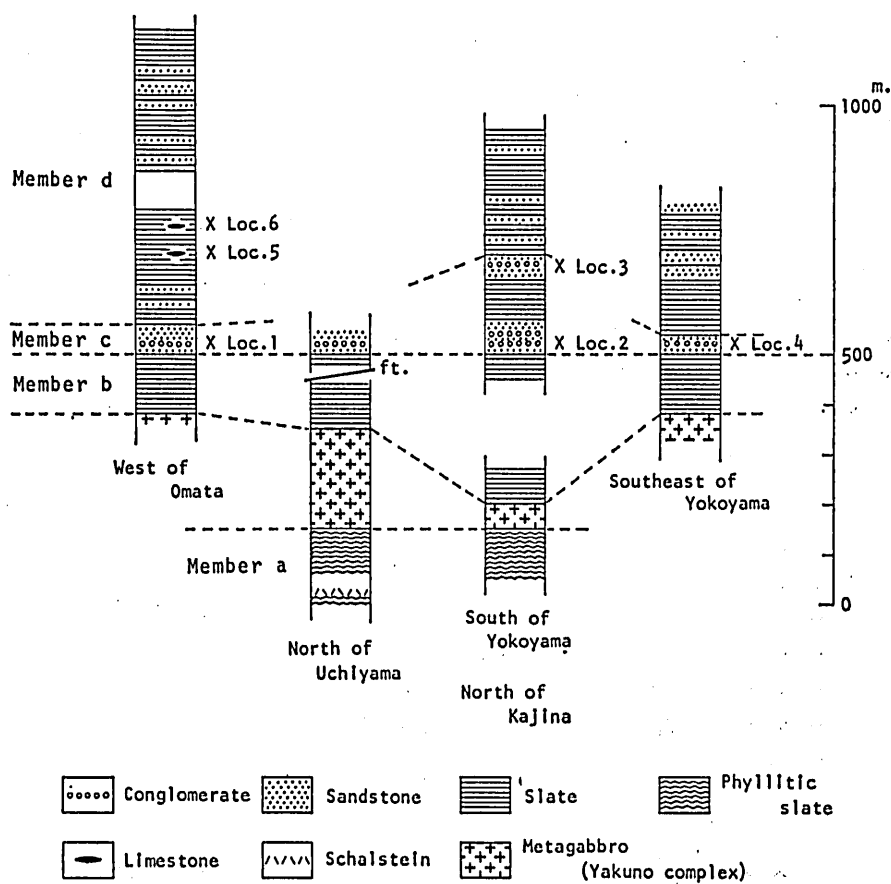 m.
1000
Member d
X Loc.6
X Loc.5
X Loc.3
Member c
X Loc.1
X Loc.2
X Loc.4
500
Member b
ft.
West of
Omata
Southeast of
Yokoyama
Member a
0
South of
Yokoyama
North of
Uchiyama
North of
Kajina
Conglomerate
Sandstone
Slate
Phyllitic
slate
Limestone
Schalstein
Metagabbro
(Yakuno complex)